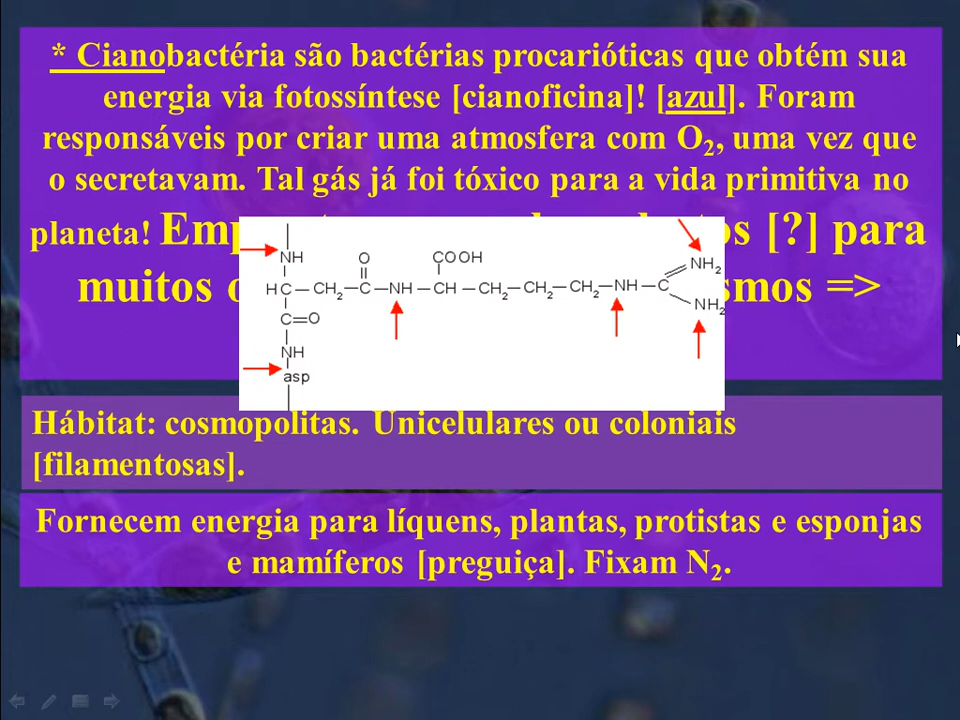 * Cianobactéria são bactérias procarióticas que obtém sua
energia via fotossíntese [cianoficina]! [azul]. Foram
responsáveis por criar uma atmosfera com O₂, uma vez que
o secretavam. Tal gás já foi tóxico para a vida primitiva no
planeta! [?] para
muitos =>
NH
O
COOH
NH₂
HC – CH₂ – C – NH – CH – CH₂ – CH₂ – CH₂ – NH – C
NH₂
C=O
NH
asp
Hábitat: cosmopolitas. Unicelulares ou coloniais
[filamentosas].
Fornecem energia para líquens, plantas, protistas e esponjas
e mamíferos [preguiça]. Fixam N₂.